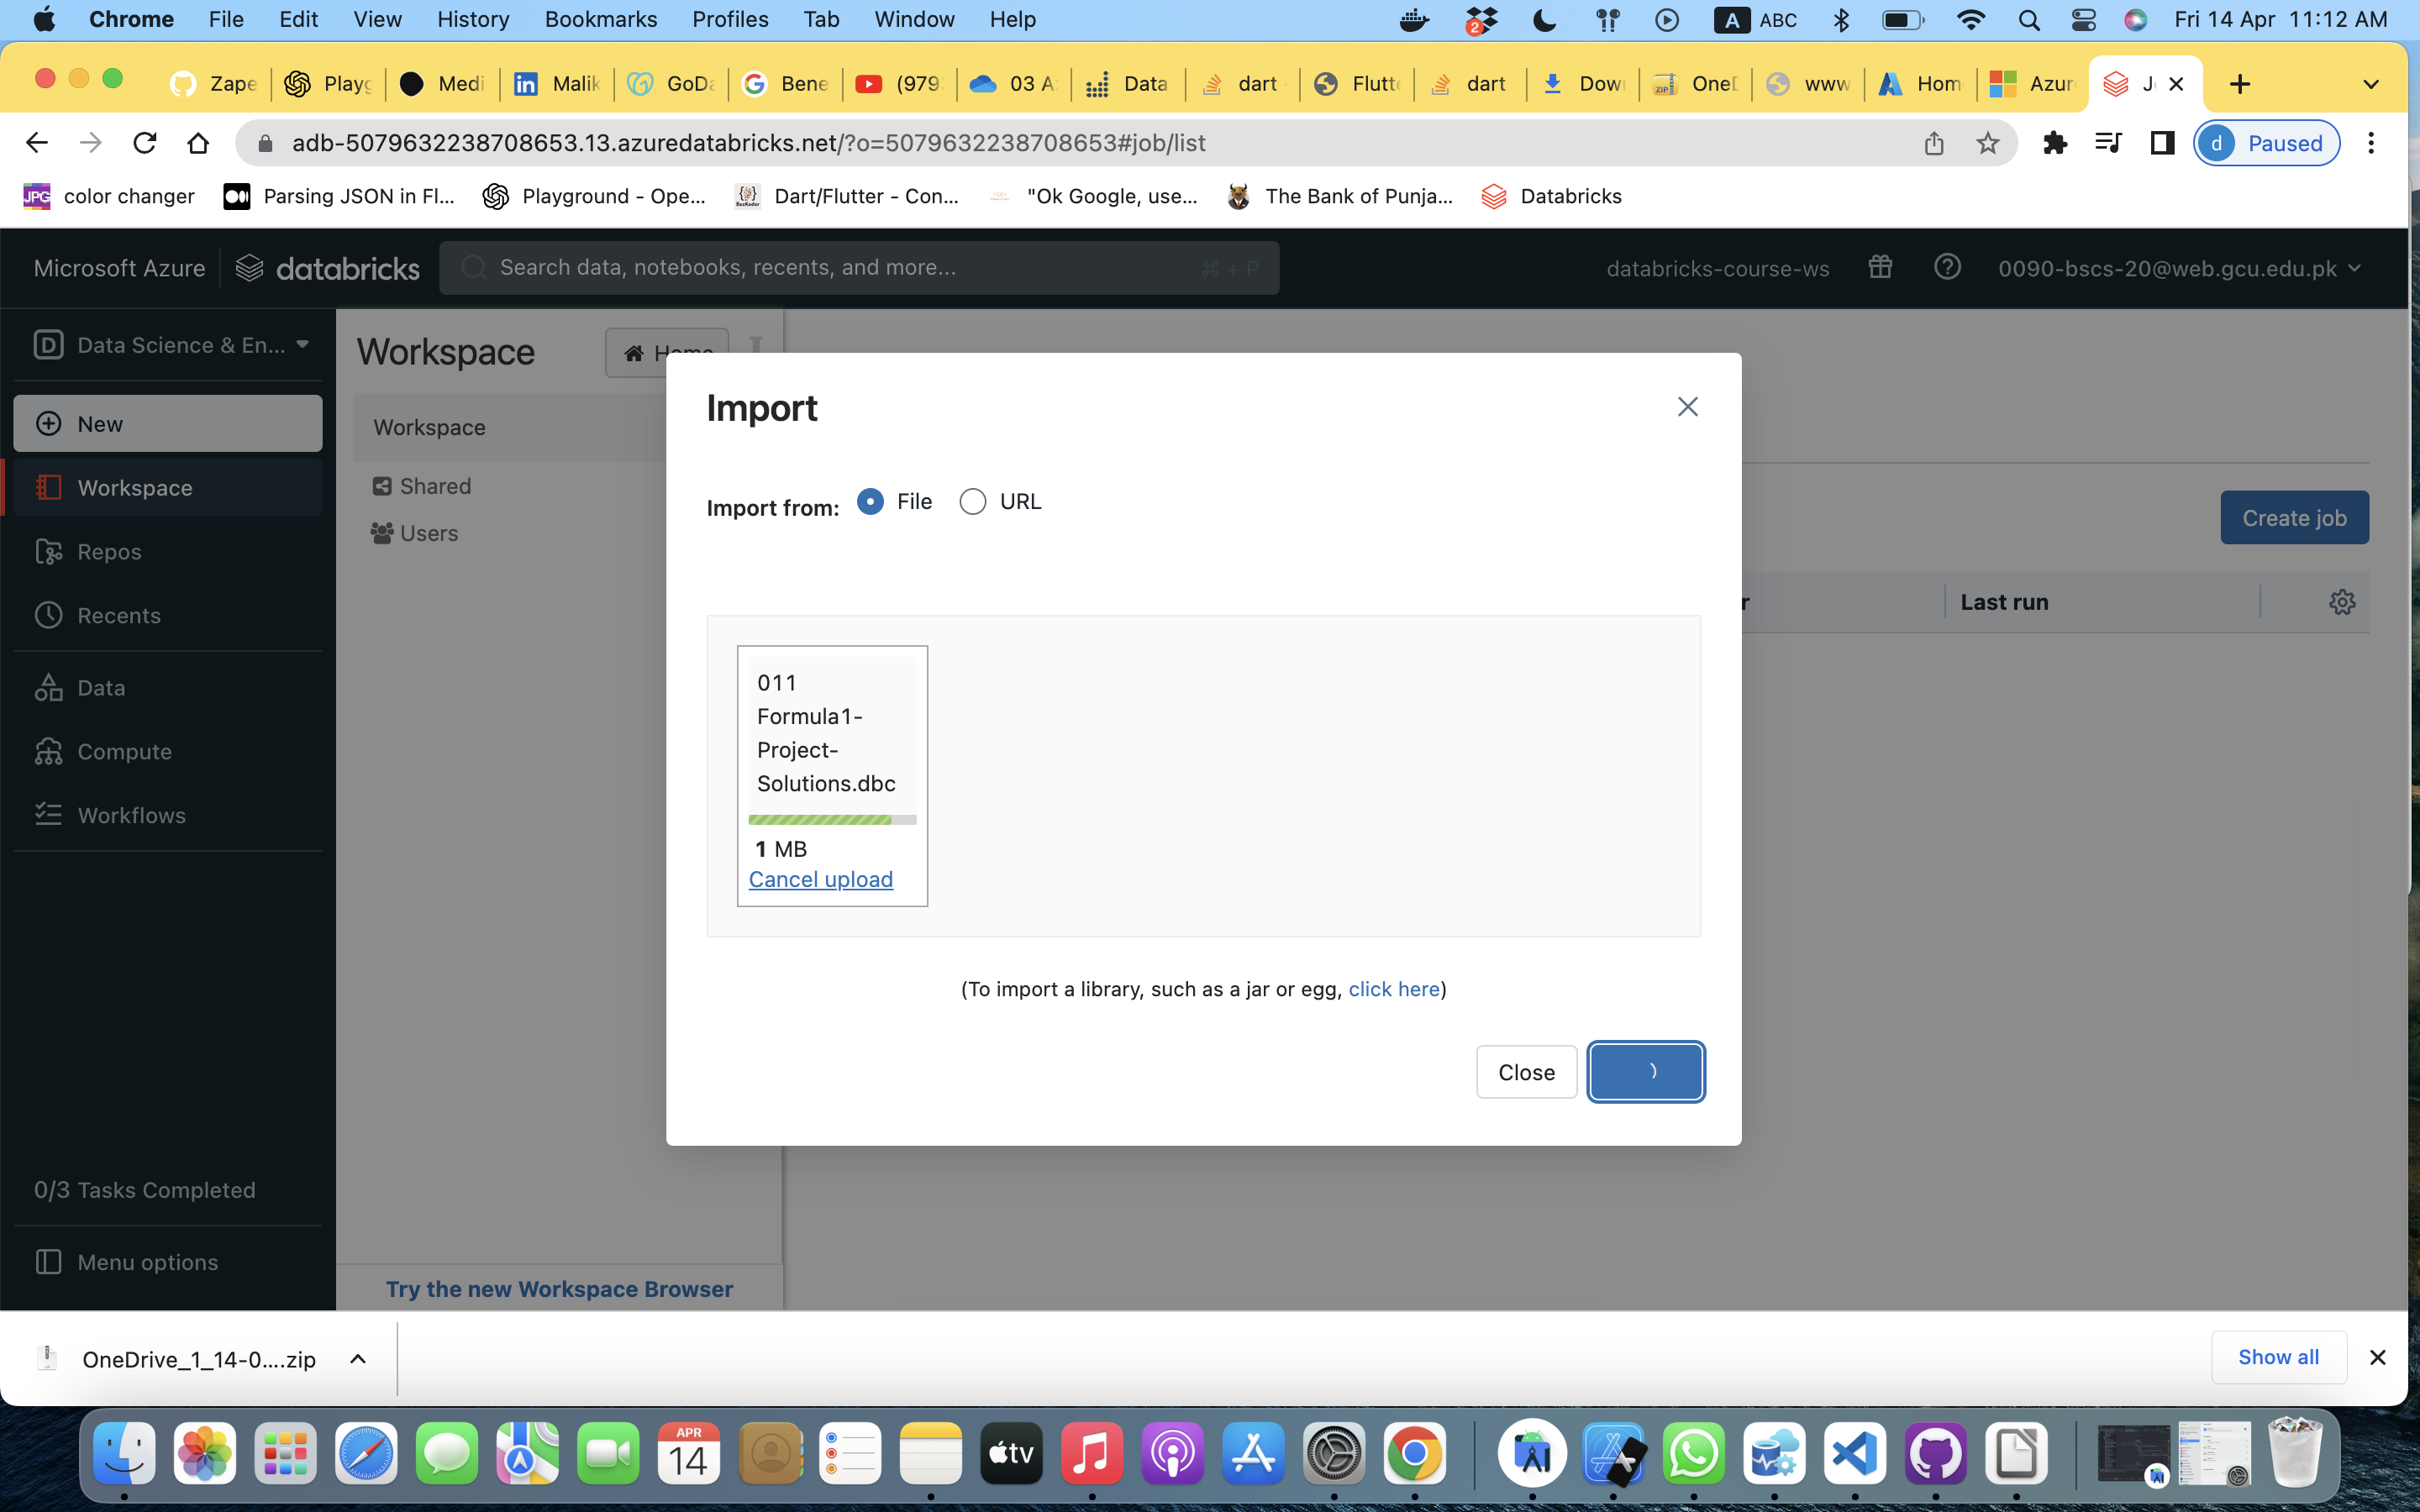 Chrome File Edit View History Bookmarks Profiles Tab Window Help 2 A ABC Fri 14 Apr 11:12 AM
Zape Playg Medi in Malik GoDa Bene (979 03 A Data dart Flutt dart Dow ZIP OneD www Hom Azur J
adb-5079632238708653.13.azuredatabricks.net/?o=5079632238708653#job/list d Paused
JPG color changer Parsing JSON in Fl... Playground - Ope... Dart/Flutter - Con... "Ok Google, use... The Bank of Punja... Databricks
Microsoft Azure databricks Search data, notebooks, recents, and more... ⌘ + P databricks-course-ws 0090-bscs-20@web.gcu.edu.pk
D Data Science & En...
New
Workspace
Repos
Recents
Data
Compute
Workflows
0/3 Tasks Completed
Menu options
Workspace Home
Workspace
Shared
Users
Try the new Workspace Browser
Import
Import from: File URL
011
Formula1-
Project-
Solutions.dbc
1 MB
Cancel upload
(To import a library, such as a jar or egg, click here)
Close
Create job
r Last run
OneDrive_1_14-0....zip Show all
APR
14
tv